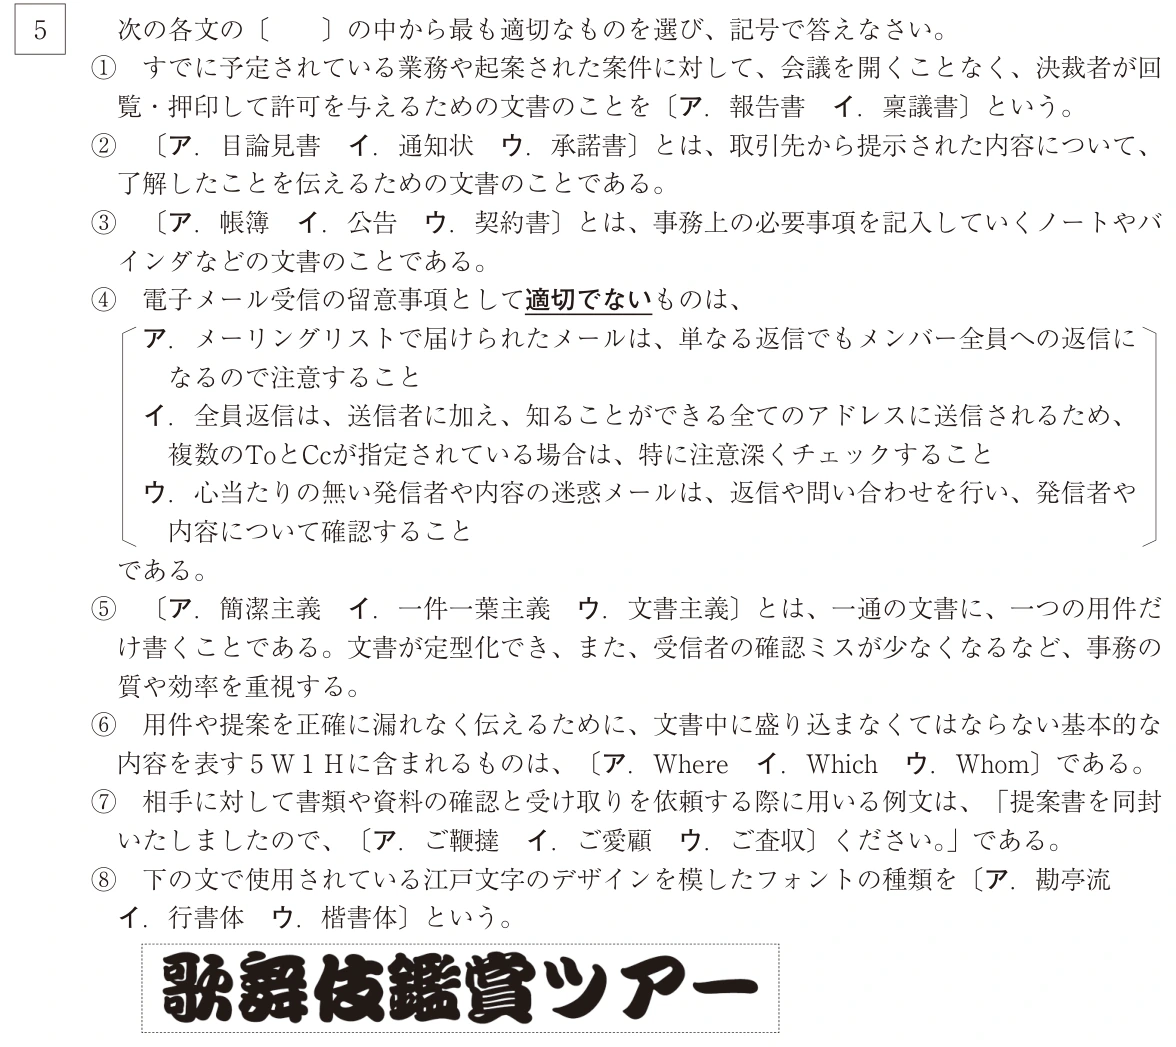 5　次の各文の〔　　〕の中から最も適切なものを選び、記号で答えなさい。
①　すでに予定されている業務や起案された案件に対して、会議を開くことなく、決裁者が回
覧・押印して許可を与えるための文書のことを〔ア．報告書　イ．稟議書〕という。
②　〔ア．目論見書　イ．通知状　ウ．承諾書〕とは、取引先から提示された内容について、
了解したことを伝えるための文書のことである。
③　〔ア．帳簿　イ．公告　ウ．契約書〕とは、事務上の必要事項を記入していくノートやバ
インダなどの文書のことである。
④　電子メール受信の留意事項として適切でないものは、
ア．メーリングリストで届けられたメールは、単なる返信でもメンバー全員への返信に
なるので注意すること
イ．全員返信は、送信者に加え、知ることができる全てのアドレスに送信されるため、
複数のToとCcが指定されている場合は、特に注意深くチェックすること
ウ．心当たりの無い発信者や内容の迷惑メールは、返信や問い合わせを行い、発信者や
内容について確認すること
である。
⑤　〔ア．簡潔主義　イ．一件一葉主義　ウ．文書主義〕とは、一通の文書に、一つの用件だ
け書くことである。文書が定型化でき、また、受信者の確認ミスが少なくなるなど、事務の
質や効率を重視する。
⑥　用件や提案を正確に漏れなく伝えるために、文書中に盛り込まなくてはならない基本的な
内容を表す５Ｗ１Ｈに含まれるものは、〔ア．Where　イ．Which　ウ．Whom〕である。
⑦　相手に対して書類や資料の確認と受け取りを依頼する際に用いる例文は、「提案書を同封
いたしましたので、〔ア．ご鞭撻　イ．ご愛顧　ウ．ご査収〕ください。」である。
⑧　下の文で使用されている江戸文字のデザインを模したフォントの種類を〔ア．勘亭流
イ．行書体　ウ．楷書体〕という。
歌舞伎鑑賞ツアー